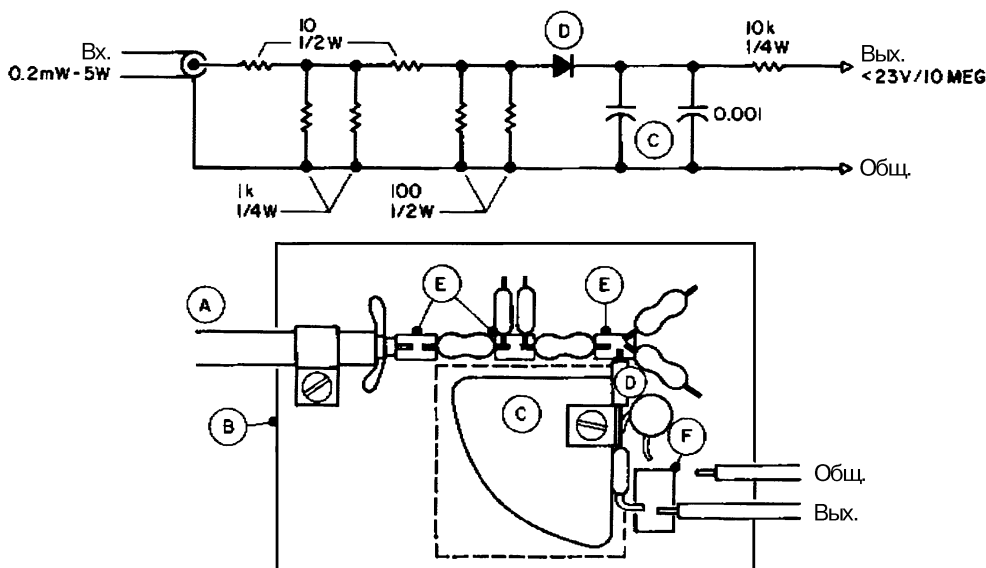 10
1/2W
D
10k
1/4W
Вх.
0.2mW-5W
Вых.
<23V/10 MEG
0.001
C
Общ.
1k
1/4W
100
1/2W
E
E
A
D
C
B
F
Общ.
Вых.